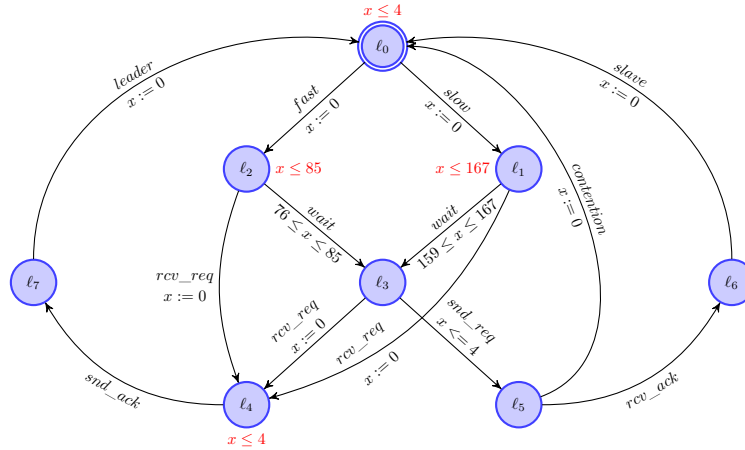 x ≤ 4
ℓ0
leader
x := 0
slave
x := 0
fast
x := 0
slow
x := 0
ℓ2
x ≤ 85
x ≤ 167
ℓ1
contention
x := 0
wait
76 ≤ x ≤ 85
wait
159 ≤ x ≤ 167
rcv_req
x := 0
ℓ7
ℓ3
ℓ6
rcv_req
x := 0
rcv_req
x := 0
snd_req
x <= 4
snd_ack
rcv_ack
ℓ4
x ≤ 4
ℓ5